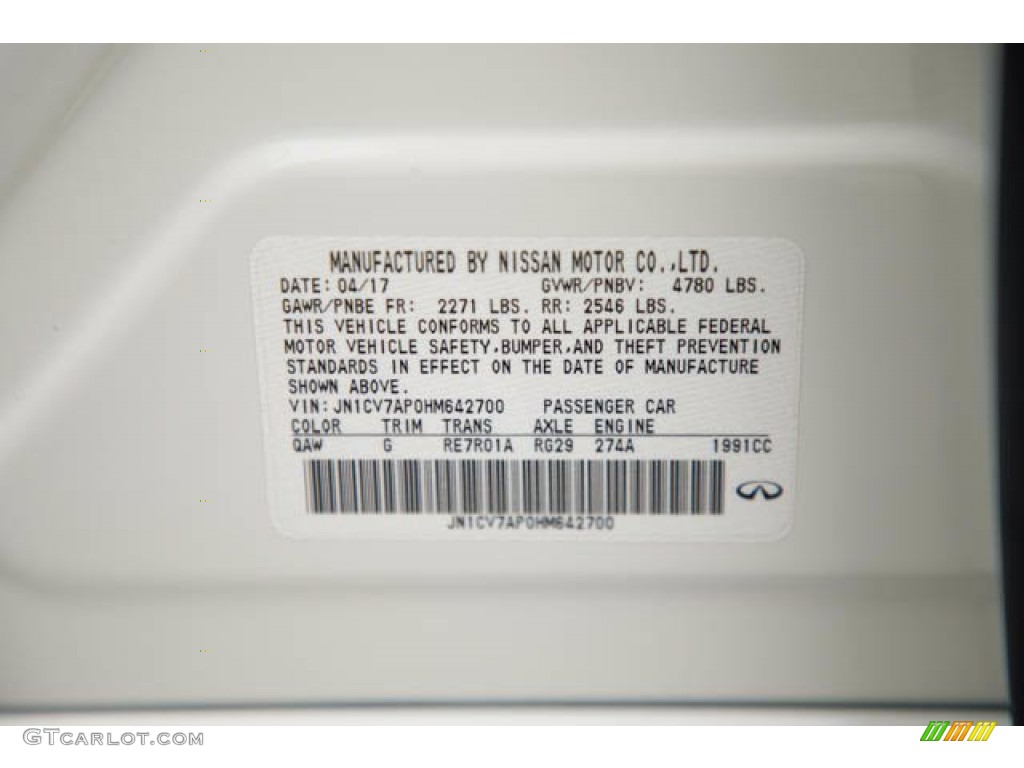 MANUFACTURED BY NISSAN MOTOR CO.,LTD.
DATE: 04/17 GVWR/PNBV: 4780 LBS.
GAWR/PNBE FR: 2271 LBS. RR: 2546 LBS.
THIS VEHICLE CONFORMS TO ALL APPLICABLE FEDERAL
MOTOR VEHICLE SAFETY,BUMPER,AND THEFT PREVENTION
STANDARDS IN EFFECT ON THE DATE OF MANUFACTURE
SHOWN ABOVE.
VIN: JN1CV7AP0HM642700 PASSENGER CAR
COLOR TRIM TRANS AXLE ENGINE
QAW G RE7R01A RG29 274A 1991CC
JN1CV7AP0HM642700
GTCarlot.com